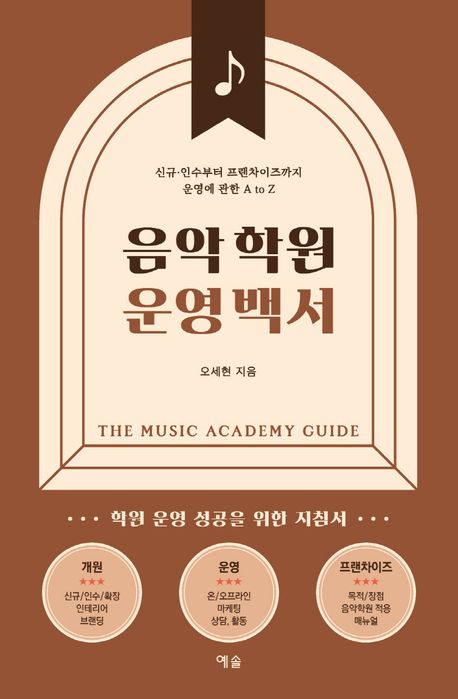 신규·인수부터 프랜차이즈까지
운영에 관한 A to Z
음악 학원
운영 백서
오세현 지음
THE MUSIC ACADEMY GUIDE
··· 학원 운영 성공을 위한 지침서 ···
개원
★★★
신규/인수/확장
인테리어
브랜딩
운영
★★★
온/오프라인
마케팅
상담, 활동
프랜차이즈
★★★
목적/장점
음악학원 적용
매뉴얼
예솔